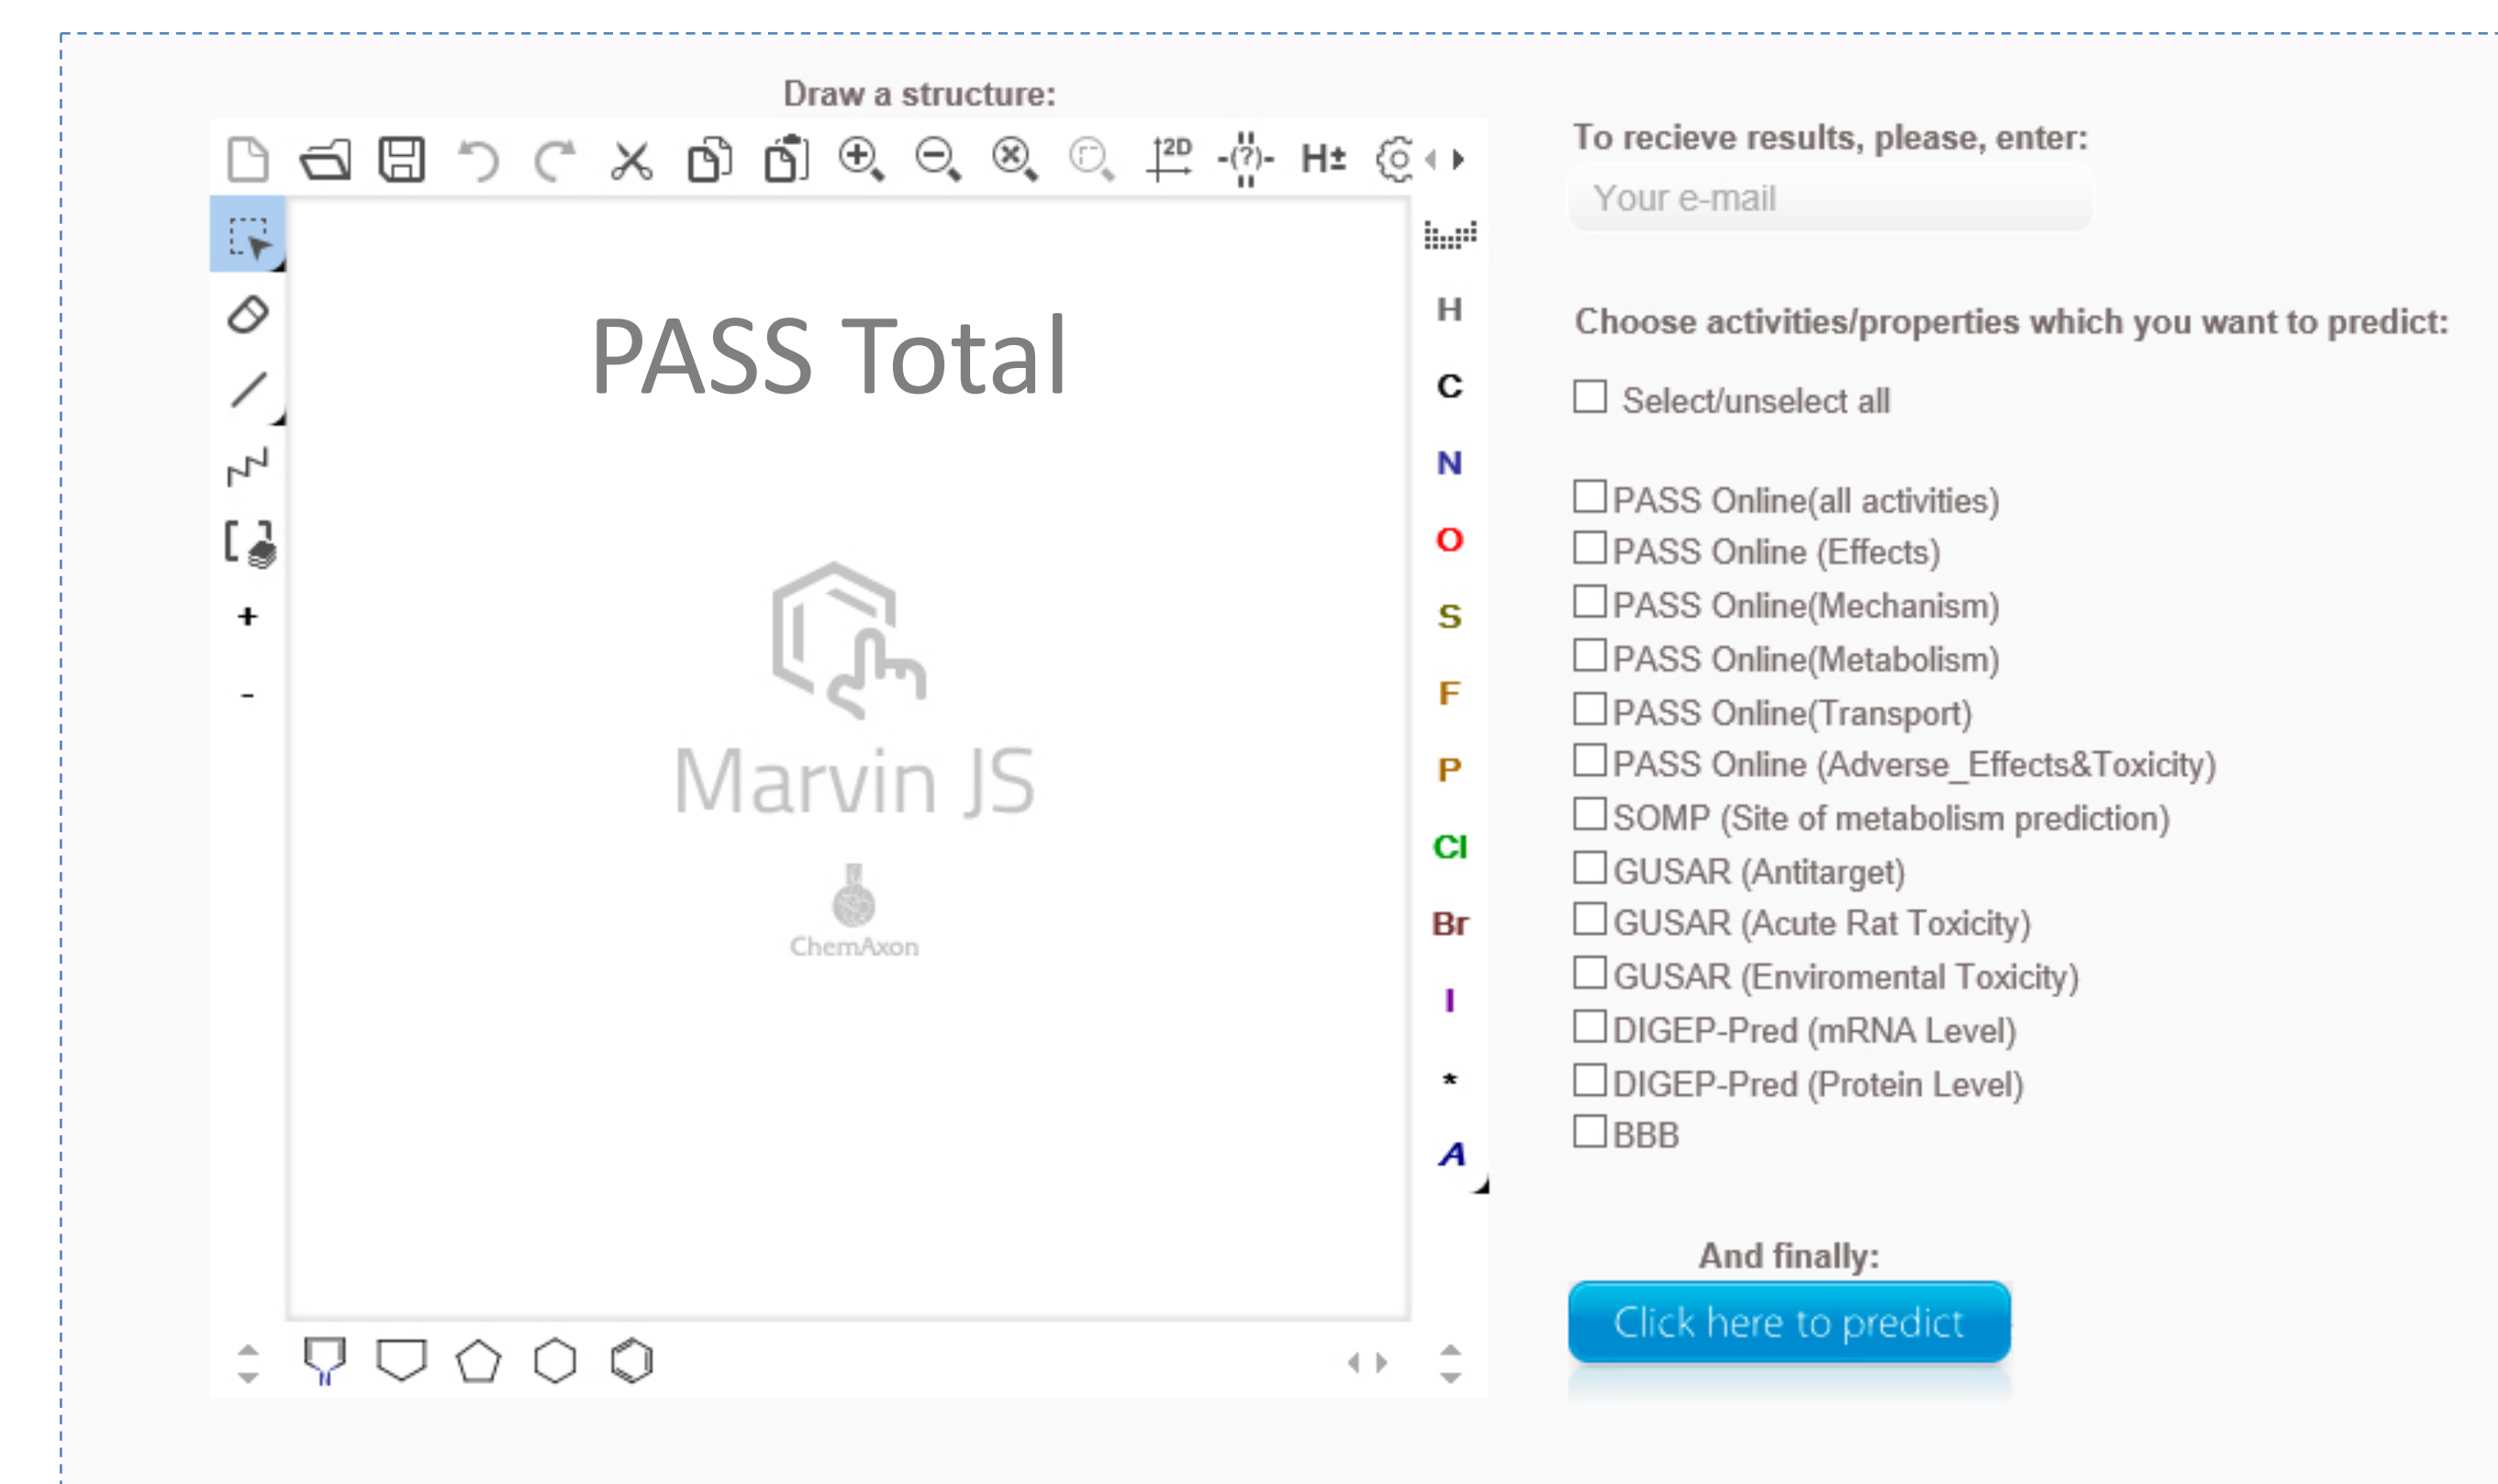 Draw a structure:
2D
-(?)-
H±
PASS Total
Marvin JS
ChemAxon
+
-
H
C
N
O
S
F
P
Cl
Br
I
*
A
N
To recieve results, please, enter:
Your e-mail
Choose activities/properties which you want to predict:
Select/unselect all
PASS Online(all activities)
PASS Online (Effects)
PASS Online(Mechanism)
PASS Online(Metabolism)
PASS Online(Transport)
PASS Online (Adverse_Effects&Toxicity)
SOMP (Site of metabolism prediction)
GUSAR (Antitarget)
GUSAR (Acute Rat Toxicity)
GUSAR (Enviromental Toxicity)
DIGEP-Pred (mRNA Level)
DIGEP-Pred (Protein Level)
BBB
And finally:
Click here to predict